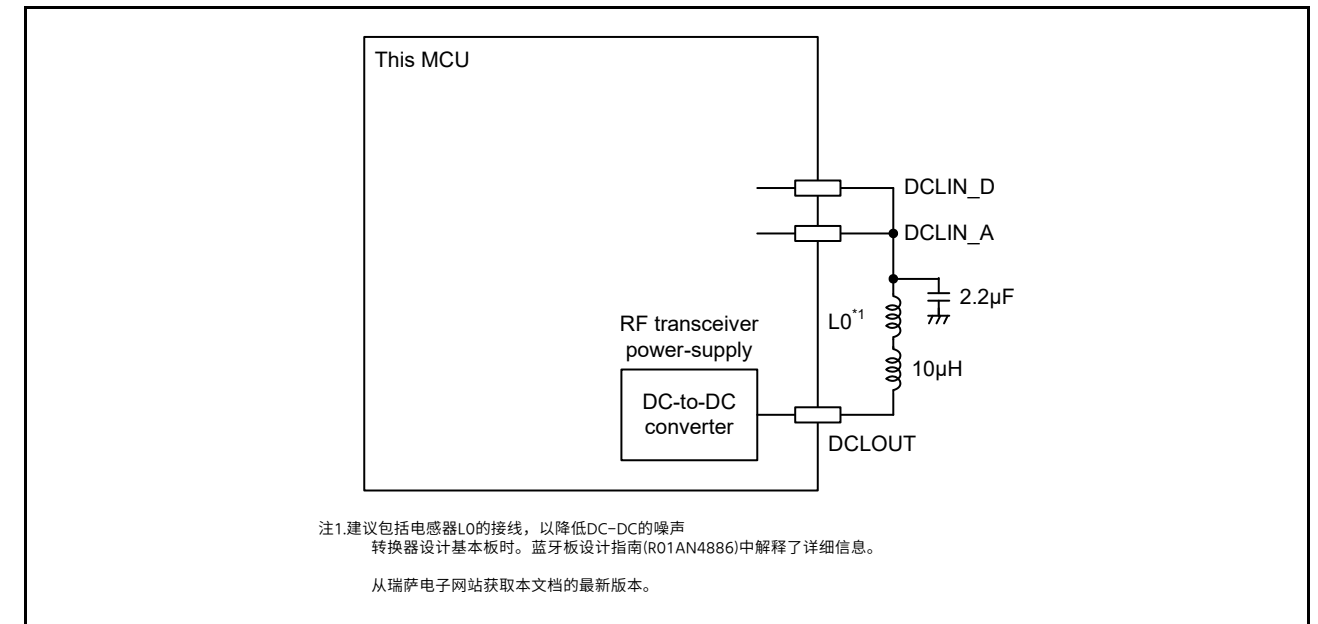 This MCU
DCLIN_D
DCLIN_A
2.2µF
L0*1
10µH
RF transceiver
power-supply
DC-to-DC
converter
DCLOUT
注1.建议包括电感器L0的接线，以降低DC-DC的噪声
转换器设计基本板时。蓝牙板设计指南(R01AN4886)中解释了详细信息。
从瑞萨电子网站获取本文档的最新版本。